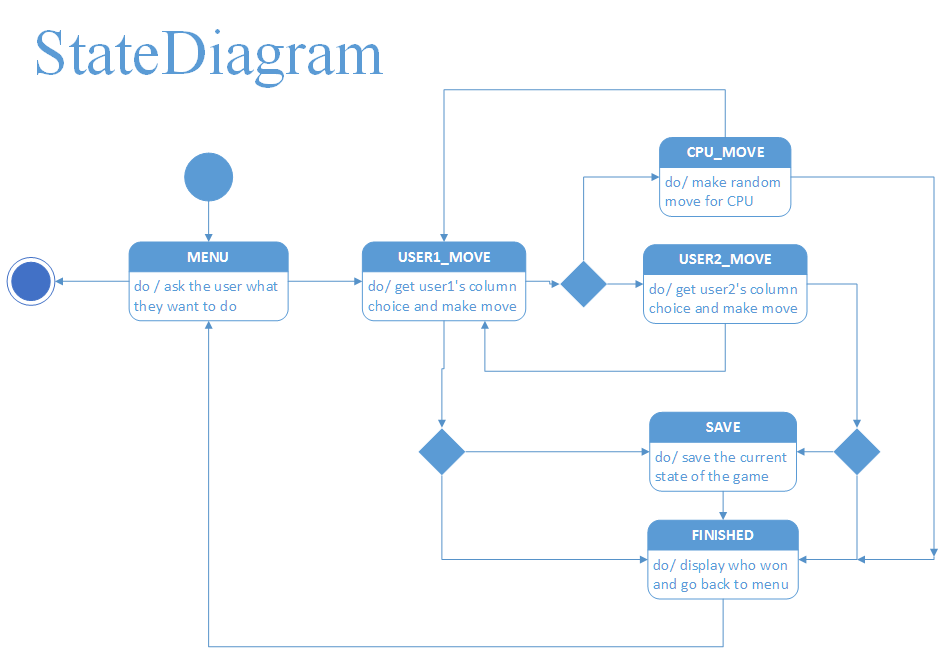 StateDiagram
CPU_MOVE
do/ make random
move for CPU
MENU
do / ask the user what
they want to do
USER1_MOVE
do/ get user1's column
choice and make move
USER2_MOVE
do/ get user2's column
choice and make move
SAVE
do/ save the current
state of the game
FINISHED
do/ display who won
and go back to menu